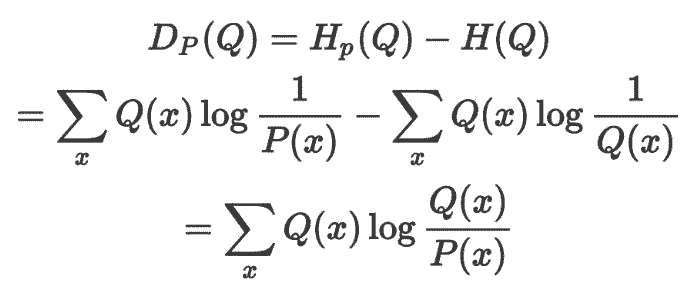 D_P(Q) = H_p(Q) − H(Q)
= ∑_x Q(x) log 1/P(x) − ∑_x Q(x) log 1/Q(x)
= ∑_x Q(x) log Q(x)/P(x)